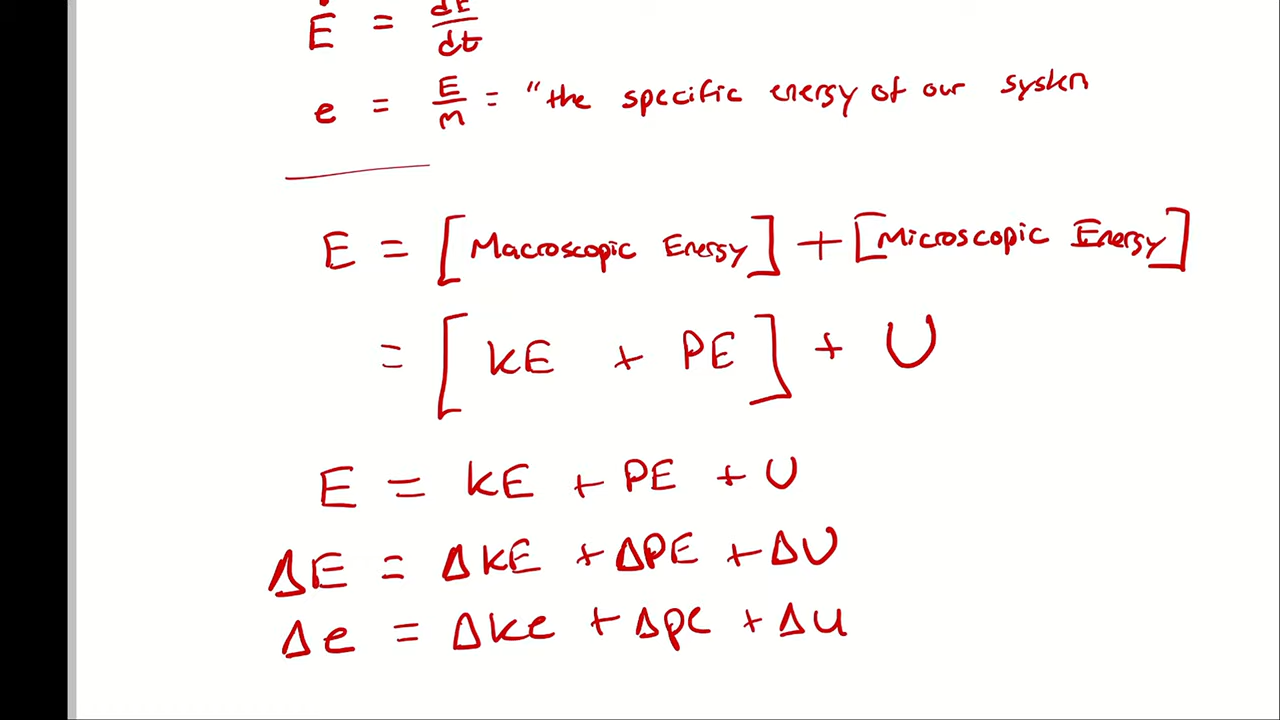 Ė = dE/dt
e = E/m = "the specific energy of our system
E = [Macroscopic Energy] + [Microscopic Energy]
= [KE + PE] + U
E = KE + PE + U
ΔE = ΔKE + ΔPE + ΔU
Δe = Δke + Δpe + Δu